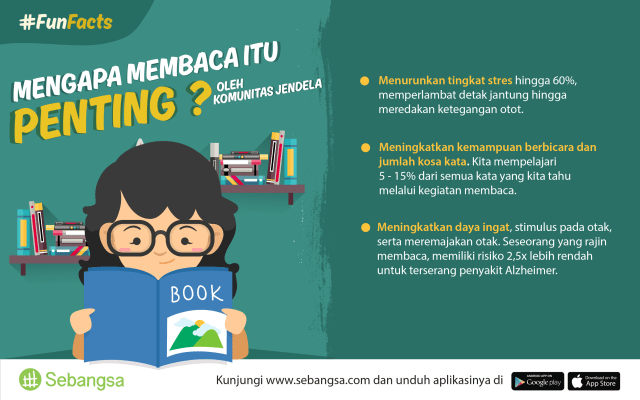 #FunFacts
MENGAPA MEMBACA ITU
PENTING ?
OLEH
KOMUNITAS JENDELA
Menurunkan tingkat stres hingga 60%,
memperlambat detak jantung hingga
meredakan ketegangan otot.
Meningkatkan kemampuan berbicara dan
jumlah kosa kata. Kita mempelajari
5 - 15% dari semua kata yang kita tahu
melalui kegiatan membaca.
Meningkatkan daya ingat, stimulus pada otak,
serta meremajakan otak. Seseorang yang rajin
membaca, memiliki risiko 2,5x lebih rendah
untuk terserang penyakit Alzheimer.
BOOK
Sebangsa
Kunjungi www.sebangsa.com dan unduh aplikasinya di
ANDROID APP ON
Google play
Download on the
App Store